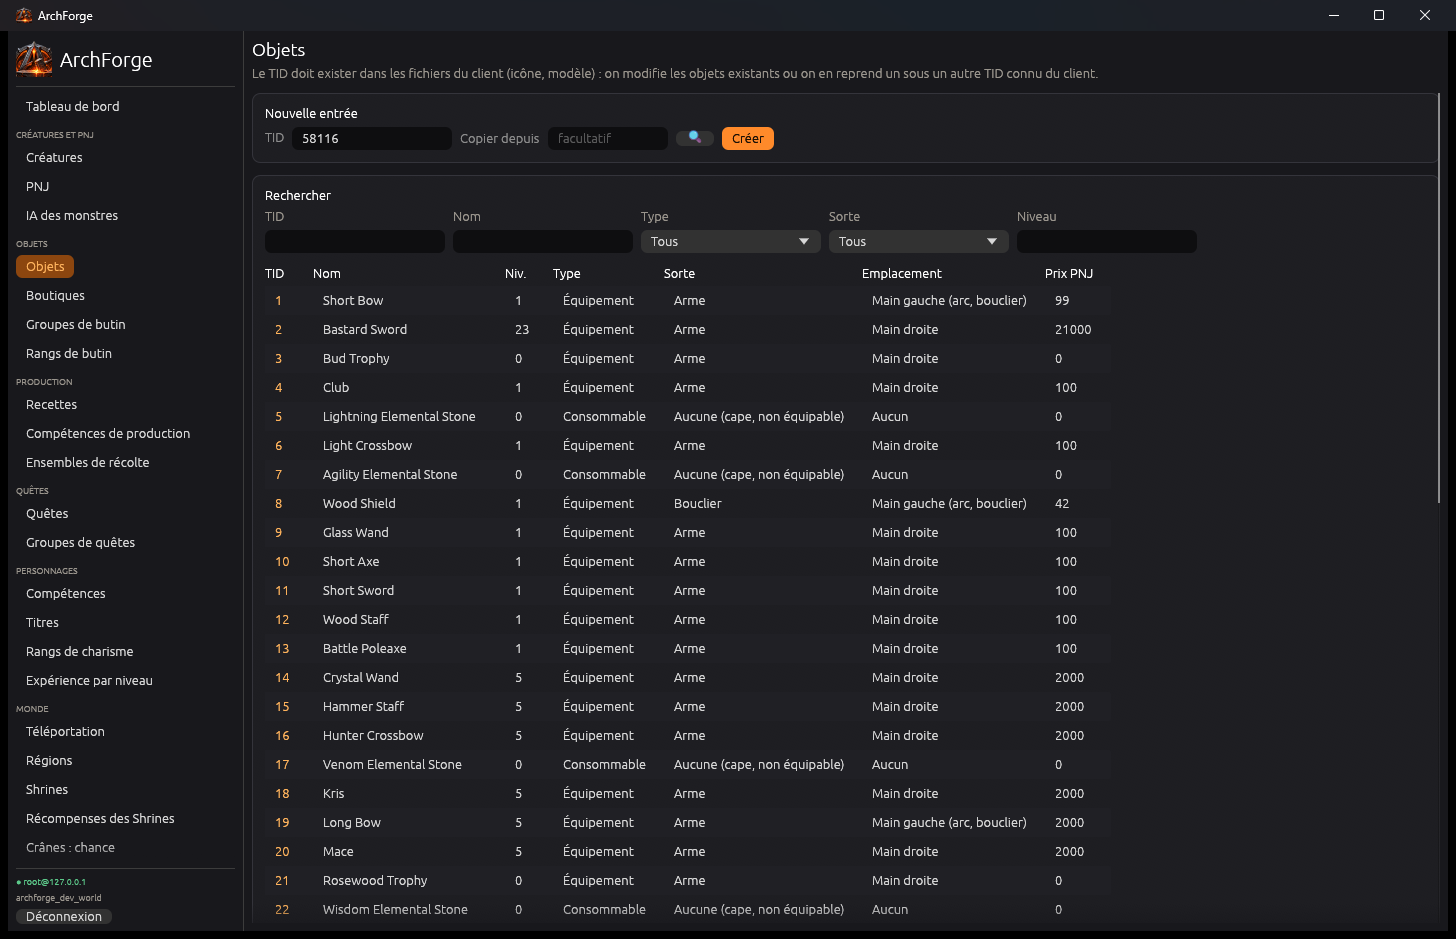 ArchForge
ArchForge
Tableau de bord
CRÉATURES ET PNJ
Créatures
PNJ
IA des monstres
OBJETS
Objets
Boutiques
Groupes de butin
Rangs de butin
PRODUCTION
Recettes
Compétences de production
Ensembles de récolte
QUÊTES
Quêtes
Groupes de quêtes
PERSONNAGES
Compétences
Titres
Rangs de charisme
Expérience par niveau
MONDE
Téléportation
Régions
Shrines
Récompenses des Shrines
Crânes : chance
● root@127.0.0.1
archforge_dev_world
Déconnexion
Objets
Le TID doit exister dans les fichiers du client (icône, modèle) : on modifie les objets existants ou on en reprend un sous un autre TID connu du client.
Nouvelle entrée
TID 58116 Copier depuis facultatif Créer
Rechercher
TID Nom Type Sorte Niveau
Tous Tous
TID Nom Niv. Type Sorte Emplacement Prix PNJ
1 Short Bow 1 Équipement Arme Main gauche (arc, bouclier) 99
2 Bastard Sword 23 Équipement Arme Main droite 21000
3 Bud Trophy 0 Équipement Arme Main droite 0
4 Club 1 Équipement Arme Main droite 100
5 Lightning Elemental Stone 0 Consommable Aucune (cape, non équipable) Aucun 0
6 Light Crossbow 1 Équipement Arme Main droite 100
7 Agility Elemental Stone 0 Consommable Aucune (cape, non équipable) Aucun 0
8 Wood Shield 1 Équipement Bouclier Main gauche (arc, bouclier) 42
9 Glass Wand 1 Équipement Arme Main droite 100
10 Short Axe 1 Équipement Arme Main droite 100
11 Short Sword 1 Équipement Arme Main droite 100
12 Wood Staff 1 Équipement Arme Main droite 100
13 Battle Poleaxe 1 Équipement Arme Main droite 100
14 Crystal Wand 5 Équipement Arme Main droite 2000
15 Hammer Staff 5 Équipement Arme Main droite 2000
16 Hunter Crossbow 5 Équipement Arme Main droite 2000
17 Venom Elemental Stone 0 Consommable Aucune (cape, non équipable) Aucun 0
18 Kris 5 Équipement Arme Main droite 2000
19 Long Bow 5 Équipement Arme Main gauche (arc, bouclier) 2000
20 Mace 5 Équipement Arme Main droite 2000
21 Rosewood Trophy 0 Équipement Arme Main droite 0
22 Wisdom Elemental Stone 0 Consommable Aucune (cape, non équipable) Aucun 0